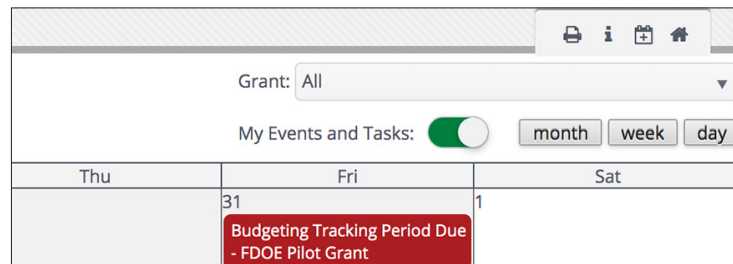 Grant: All
My Events and Tasks: month week day
Thu Fri Sat
31 1
Budgeting Tracking Period Due
- FDOE Pilot Grant